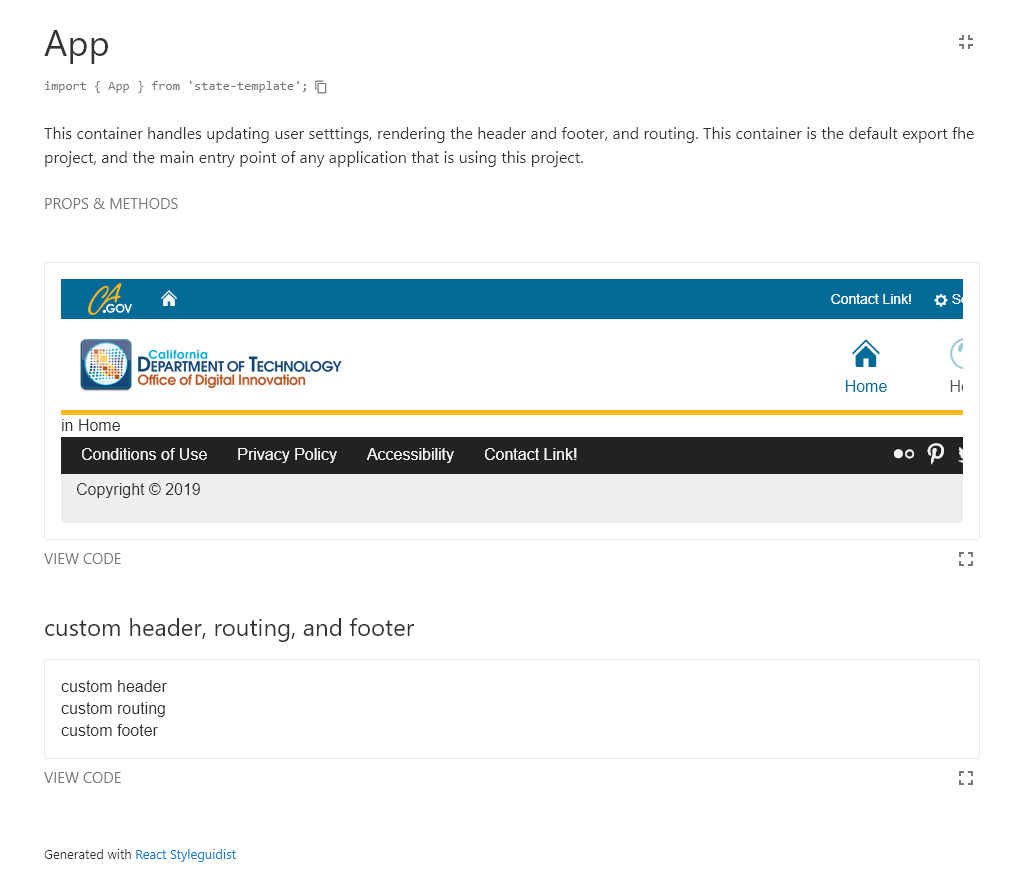 App
import { App } from 'state-template';
This container handles updating user setttings, rendering the header and footer, and routing. This container is the default export fhe
project, and the main entry point of any application that is using this project.
PROPS & METHODS
CA.GOV
Contact Link!
California
DEPARTMENT OF TECHNOLOGY
Office of Digital Innovation
Home
in Home
Conditions of Use Privacy Policy Accessibility Contact Link!
Copyright © 2019
VIEW CODE
custom header, routing, and footer
custom header
custom routing
custom footer
VIEW CODE
Generated with React Styleguidist